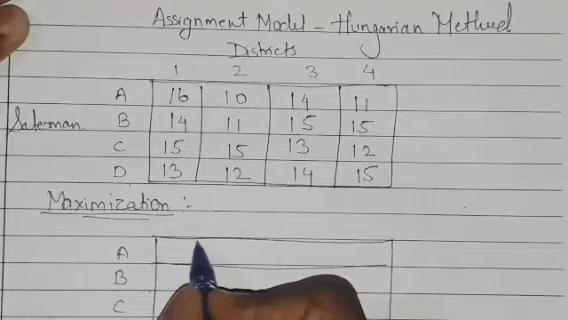 Assignment Model - Hungarian Method
Districts
1 2 3 4
A 16 10 14 11
Salesman. B 14 11 15 15
C 15 15 13 12
D 13 12 14 15
Maximization :-
A
B
C